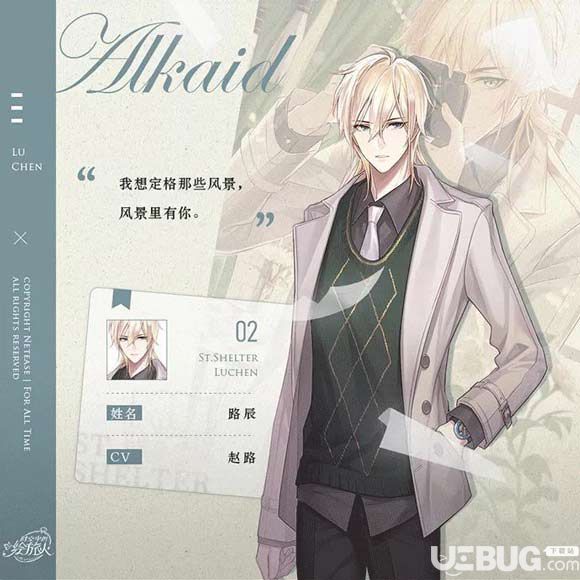 Alkaid
LU
CHEN
×
COPYRIGHT NETEASE | FOR ALL TIME
ALL RIGHTS RESERVED
“
我想定格那些风景，
风景里有你。
”
02
ST.SHELTER
LUCHEN
姓名 路辰
CV 赵路
ST.
SHELTER
时空中的
绘旅人
UEBUG
下载站
.com